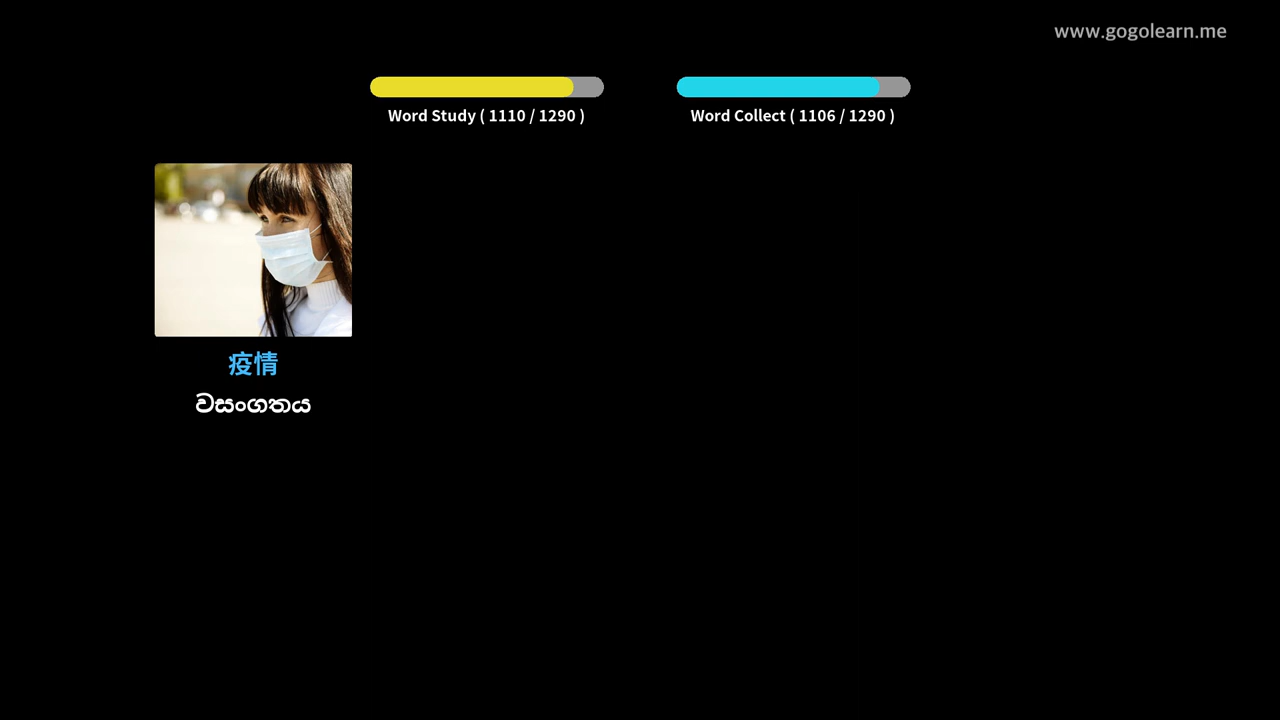 www.gogolearn.me
Word Study ( 1110 / 1290 )
Word Collect ( 1106 / 1290 )
疫情
වසංගතය